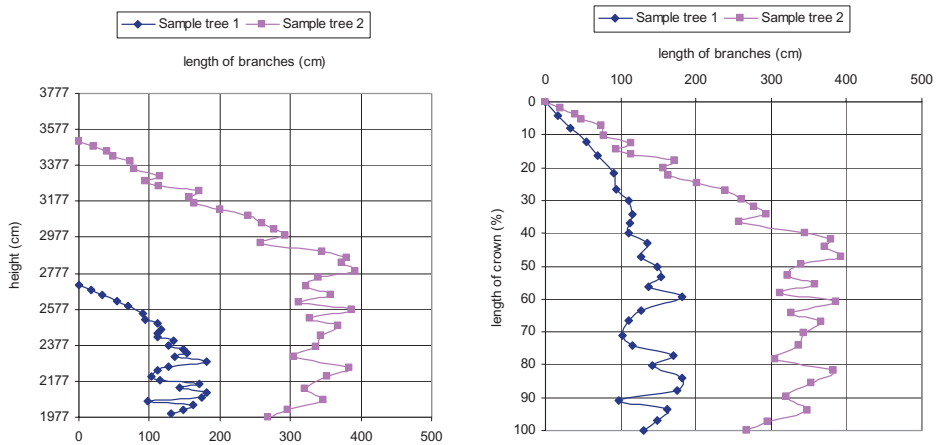 Sample tree 1 Sample tree 2
length of branches (cm)
3777
3577
3377
3177
2977
2777
2577
2377
2177
1977
height (cm)
0 100 200 300 400 500
Sample tree 1 Sample tree 2
length of branches (cm)
0 100 200 300 400 500
0
10
20
30
40
50
60
70
80
90
100
length of crown (%)